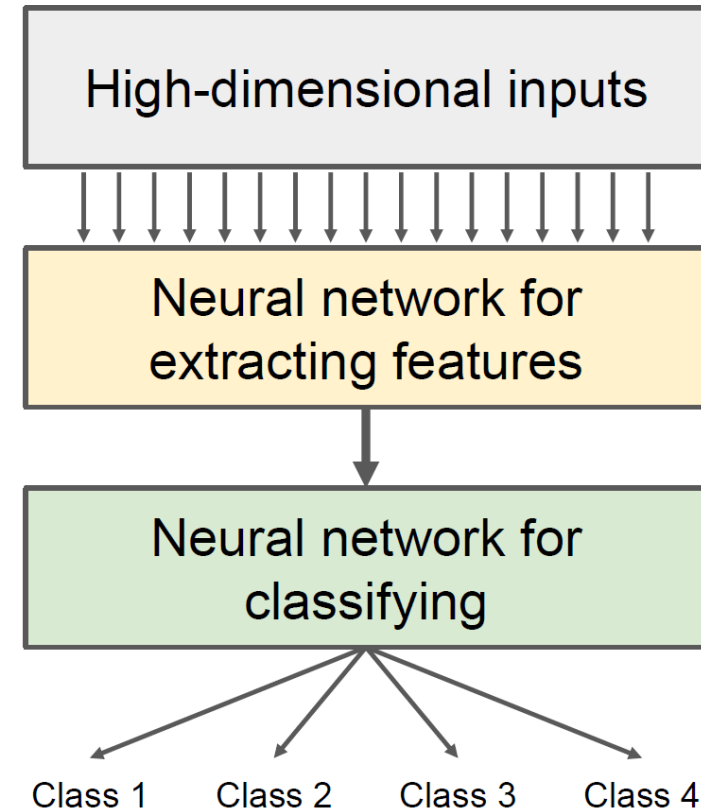 High-dimensional inputs
Neural network for
extracting features
Neural network for
classifying
Class 1 Class 2 Class 3 Class 4